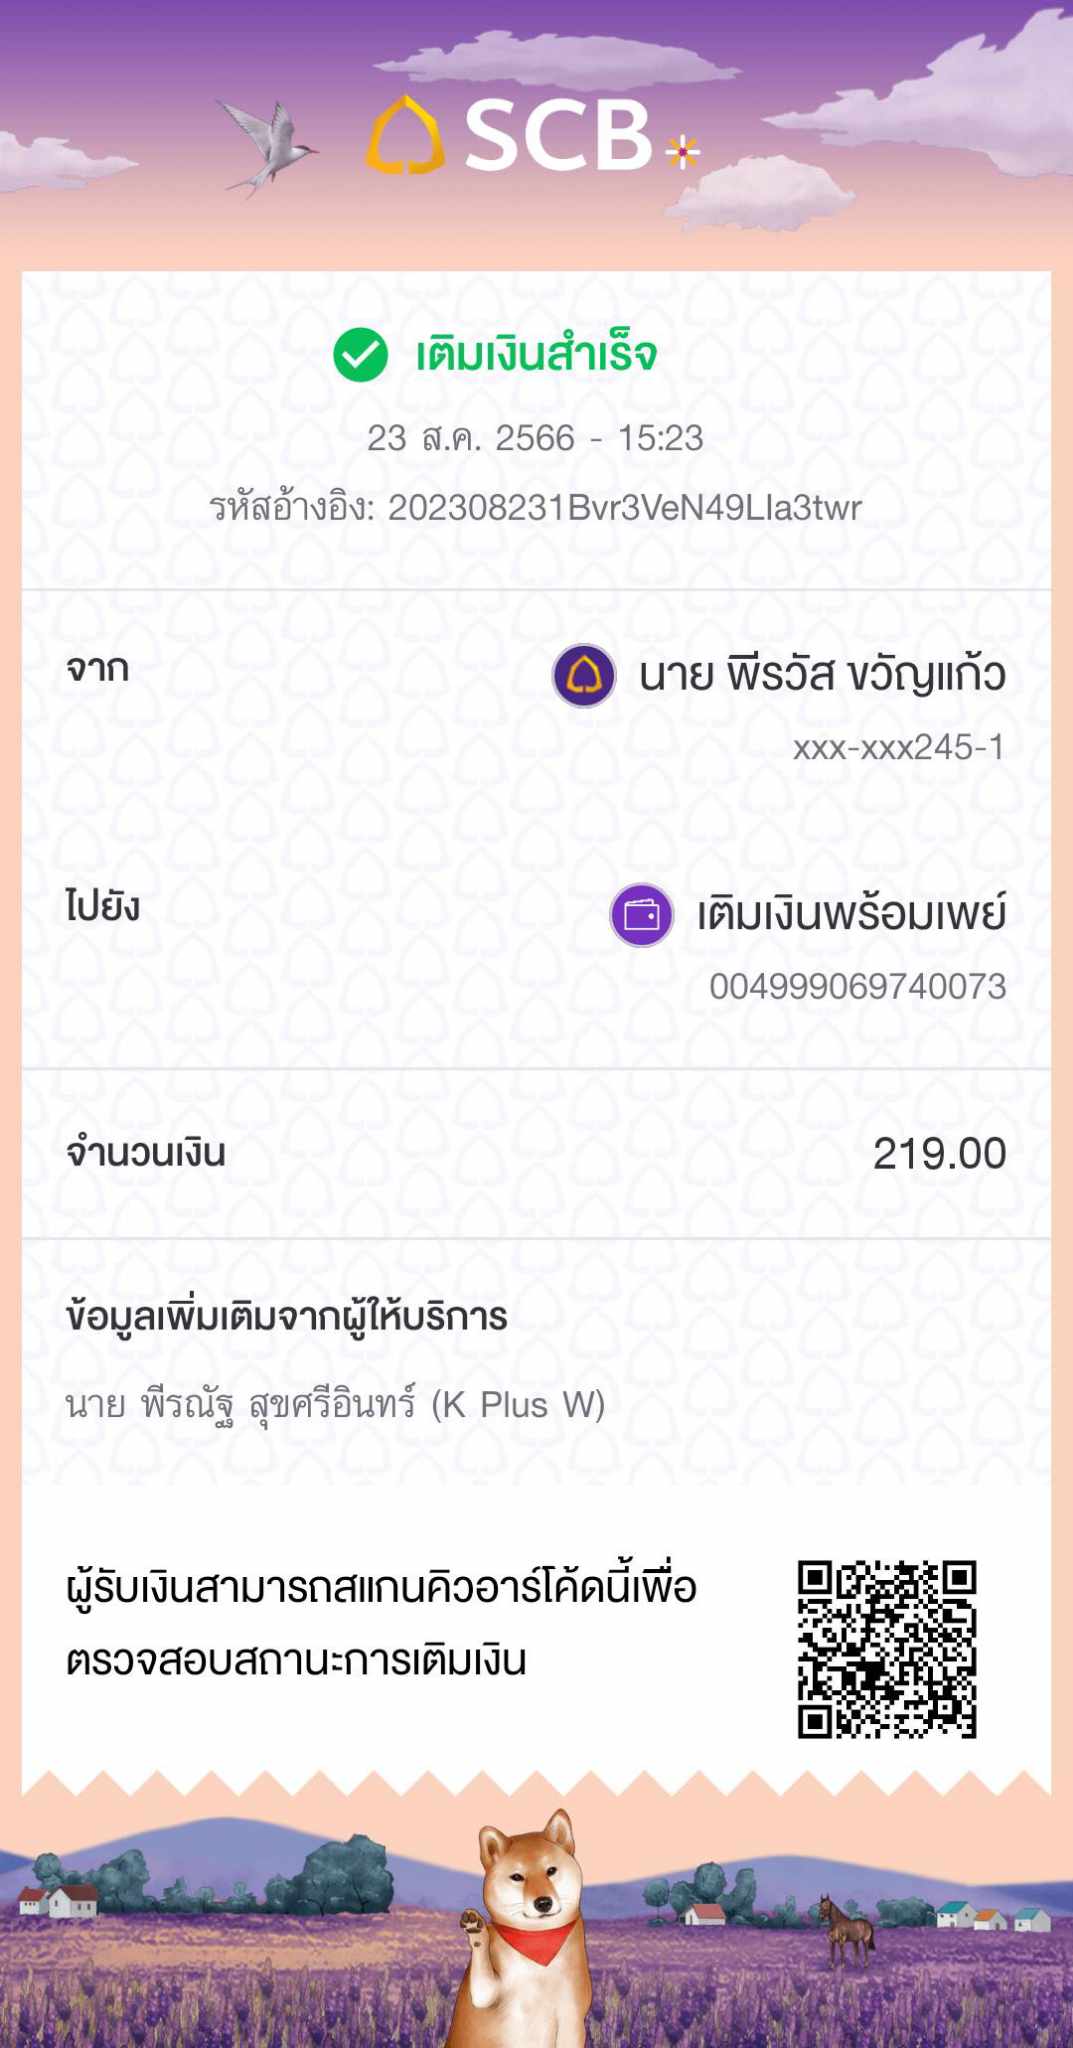 SCB
เติมเงินสำเร็จ
23 ส.ค. 2566 - 15:23
รหัสอ้างอิง: 202308231Bvr3VeN49LIa3twr
จาก
นาย พีรวัส ขวัญแก้ว
xxx-xxx245-1
ไปยัง
เติมเงินพร้อมเพย์
004999069740073
จำนวนเงิน
219.00
ข้อมูลเพิ่มเติมจากผู้ให้บริการ
นาย พีรณัฐ สุขศรีอินทร์ (K Plus W)
ผู้รับเงินสามารถสแกนคิวอาร์โค้ดนี้เพื่อ
ตรวจสอบสถานะการเติมเงิน